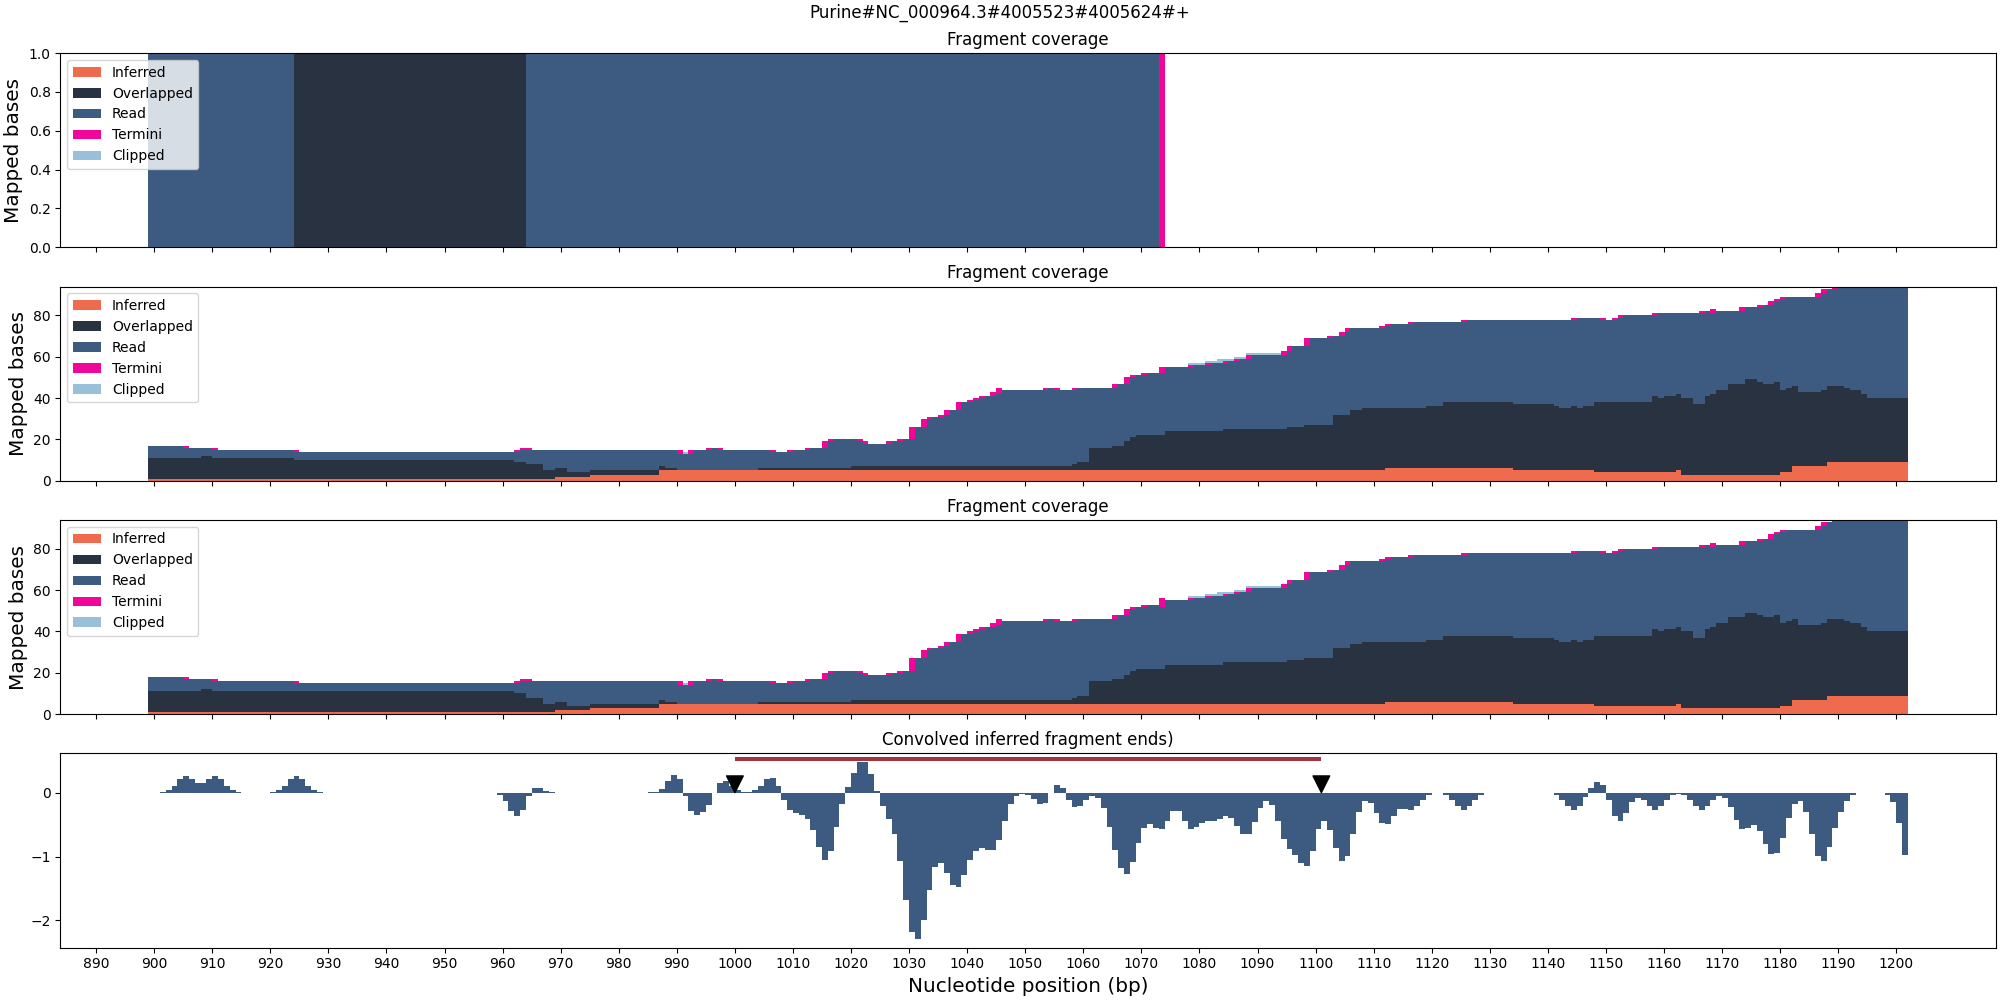 Purine#NC_000964.3#4005523#4005624#+
Fragment coverage
Mapped bases
1.0
0.8
0.6
0.4
0.2
0.0
Inferred
Overlapped
Read
Termini
Clipped
Fragment coverage
Mapped bases
80
60
40
20
0
Inferred
Overlapped
Read
Termini
Clipped
Fragment coverage
Mapped bases
80
60
40
20
0
Inferred
Overlapped
Read
Termini
Clipped
Convolved inferred fragment ends)
0
−1
−2
890 900 910 920 930 940 950 960 970 980 990 1000 1010 1020 1030 1040 1050 1060 1070 1080 1090 1100 1110 1120 1130 1140 1150 1160 1170 1180 1190 1200
Nucleotide position (bp)